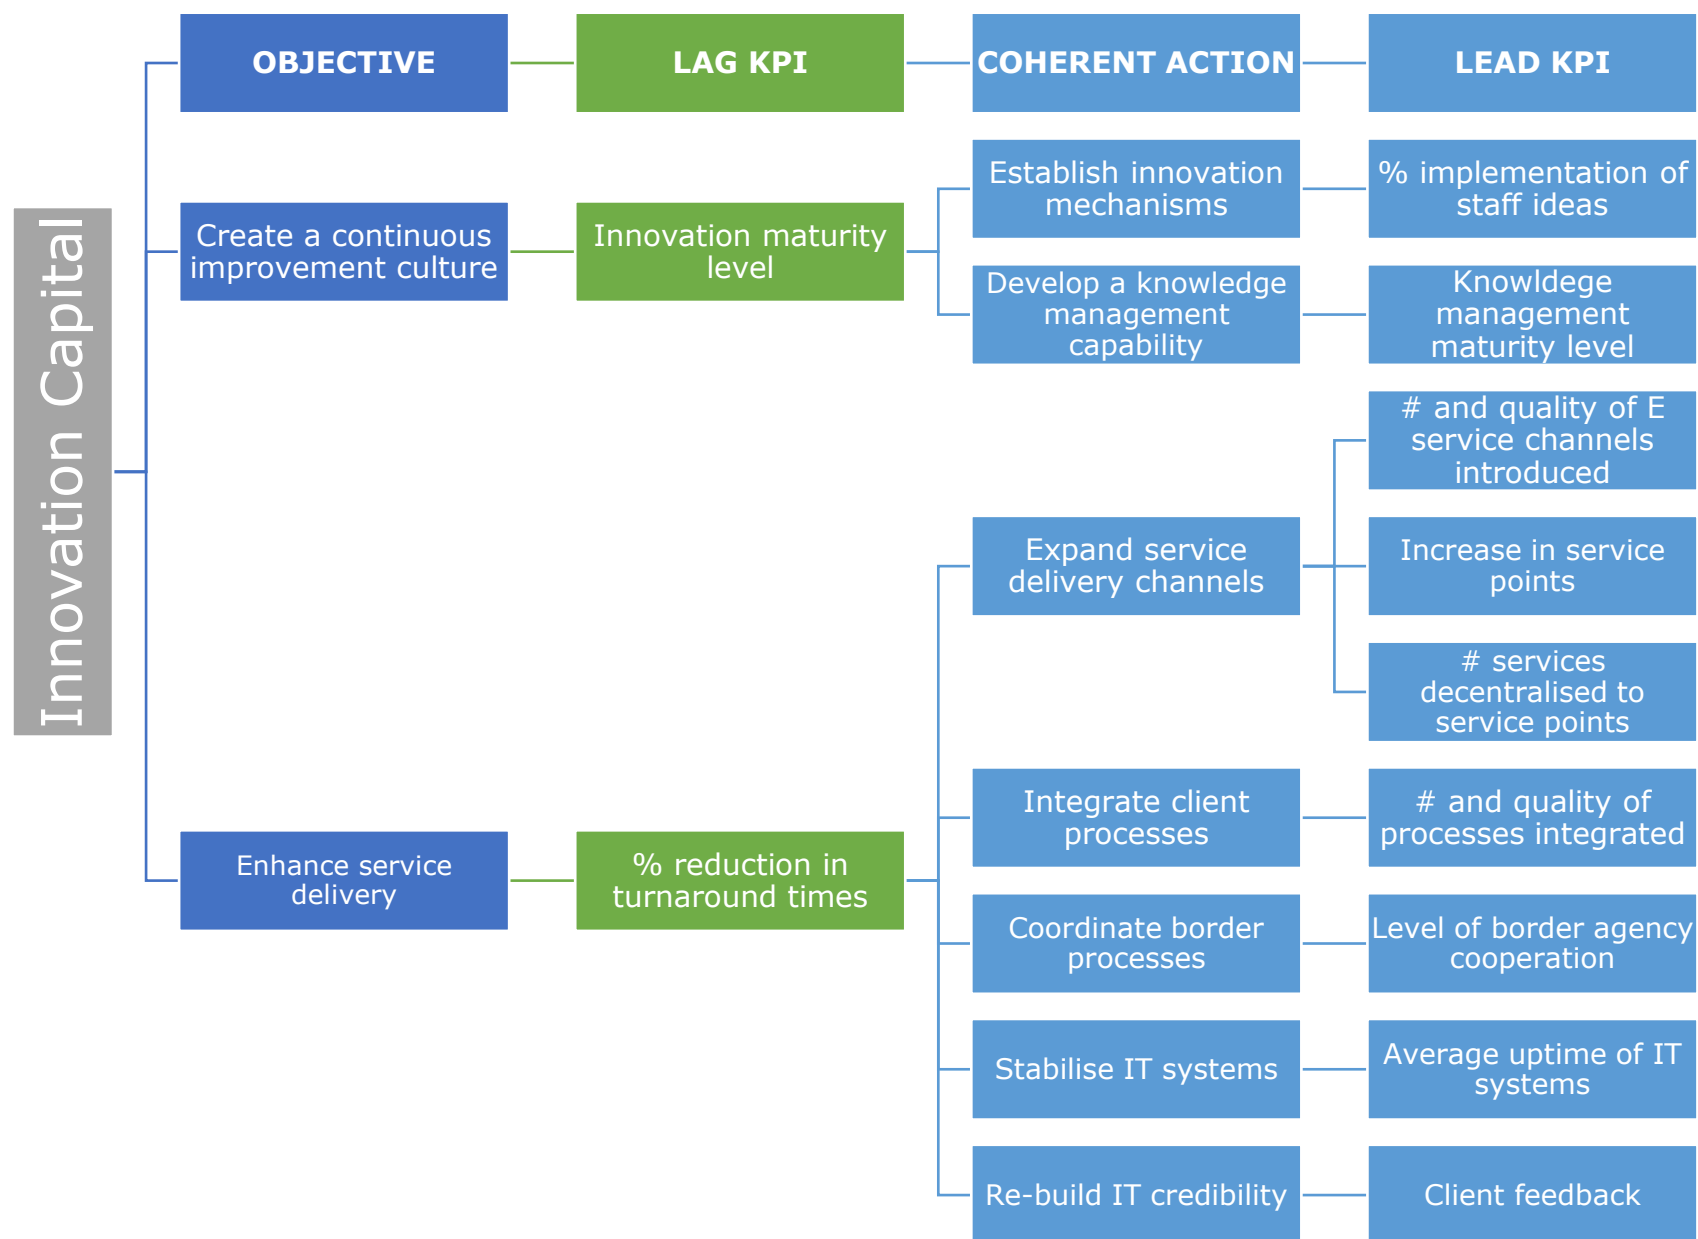 Innovation Capital
OBJECTIVE
LAG KPI
COHERENT ACTION
LEAD KPI
Create a continuous
improvement culture
Innovation maturity
level
Establish innovation
mechanisms
% implementation of
staff ideas
Develop a knowledge
management
capability
Knowldege
management
maturity level
Enhance service
delivery
% reduction in
turnaround times
Expand service
delivery channels
# and quality of E
service channels
introduced
Increase in service
points
# services
decentralised to
service points
Integrate client
processes
# and quality of
processes integrated
Coordinate border
processes
Level of border agency
cooperation
Stabilise IT systems
Average uptime of IT
systems
Re-build IT credibility
Client feedback